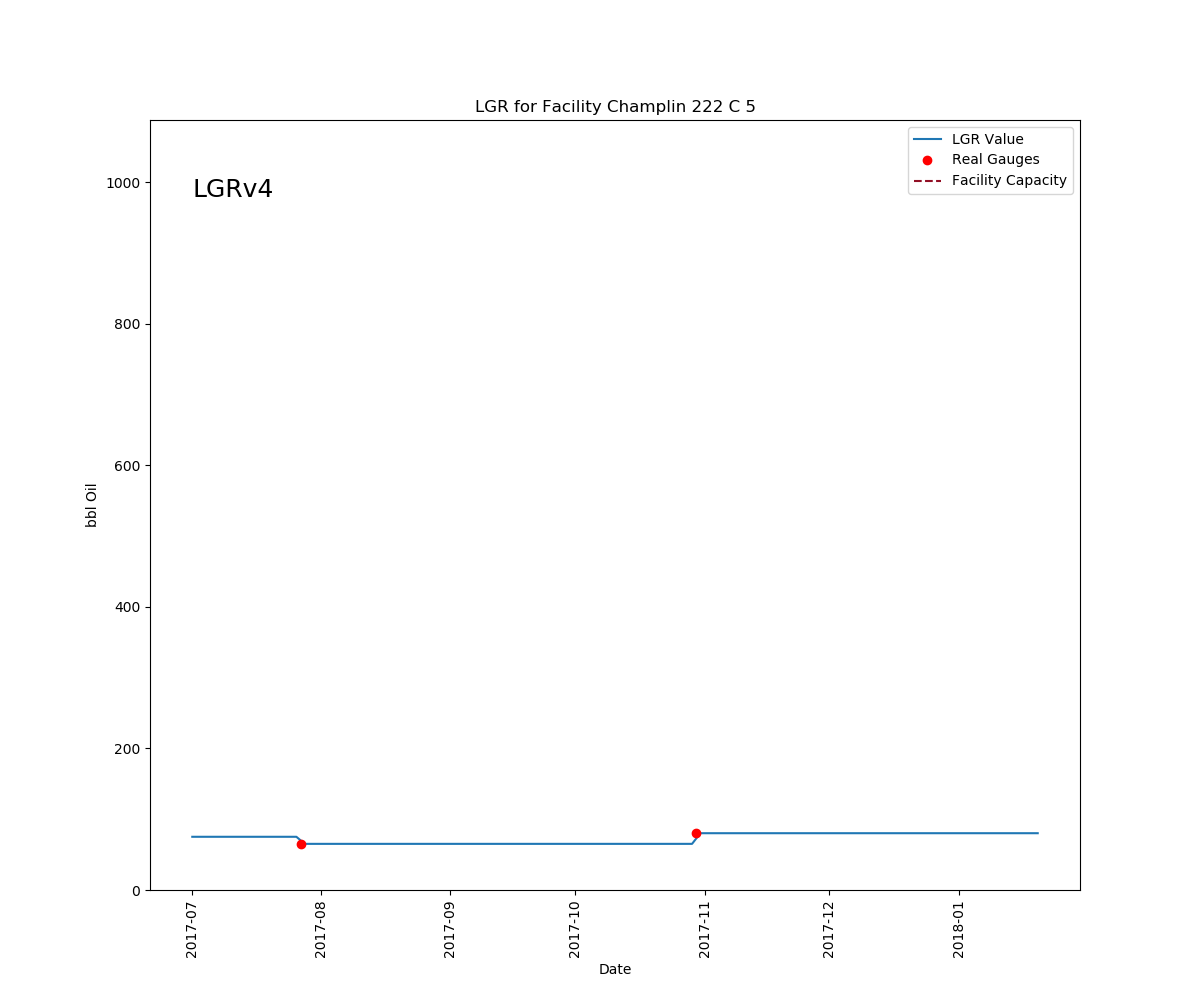 LGR for Facility Champlin 222 C 5
LGR Value
Real Gauges
Facility Capacity
LGRv4
1000
800
600
400
200
0
bbl Oil
2017-07
2017-08
2017-09
2017-10
2017-11
2017-12
2018-01
Date